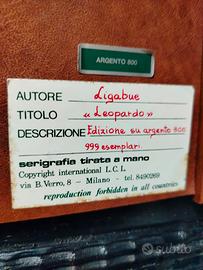 ARGENTO 800
AUTORE Ligabue
TITOLO «Leopardo»
DESCRIZIONE Edizione su argento 800
999 esemplari.
serigrafia tirata a mano
Copyright international L.C.L.
via B. Verro, 8 - Milano - tel. 8490269
reproduction forbidden in all countries
subito